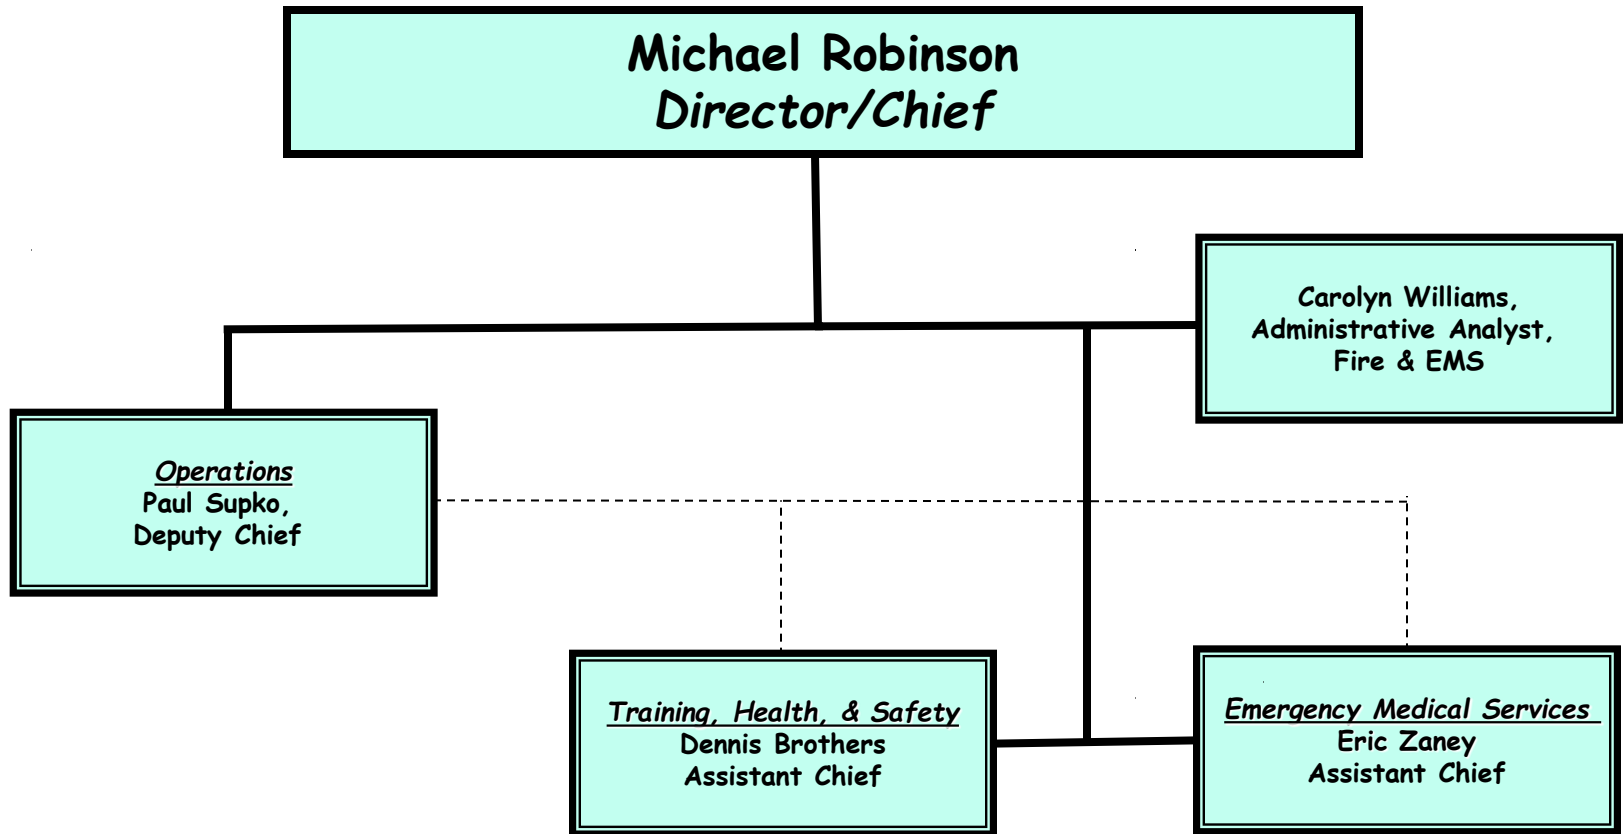 Michael Robinson
Director/Chief
Carolyn Williams,
Administrative Analyst,
Fire & EMS
Operations
Paul Supko,
Deputy Chief
Training, Health, & Safety
Dennis Brothers
Assistant Chief
Emergency Medical Services
Eric Zaney
Assistant Chief